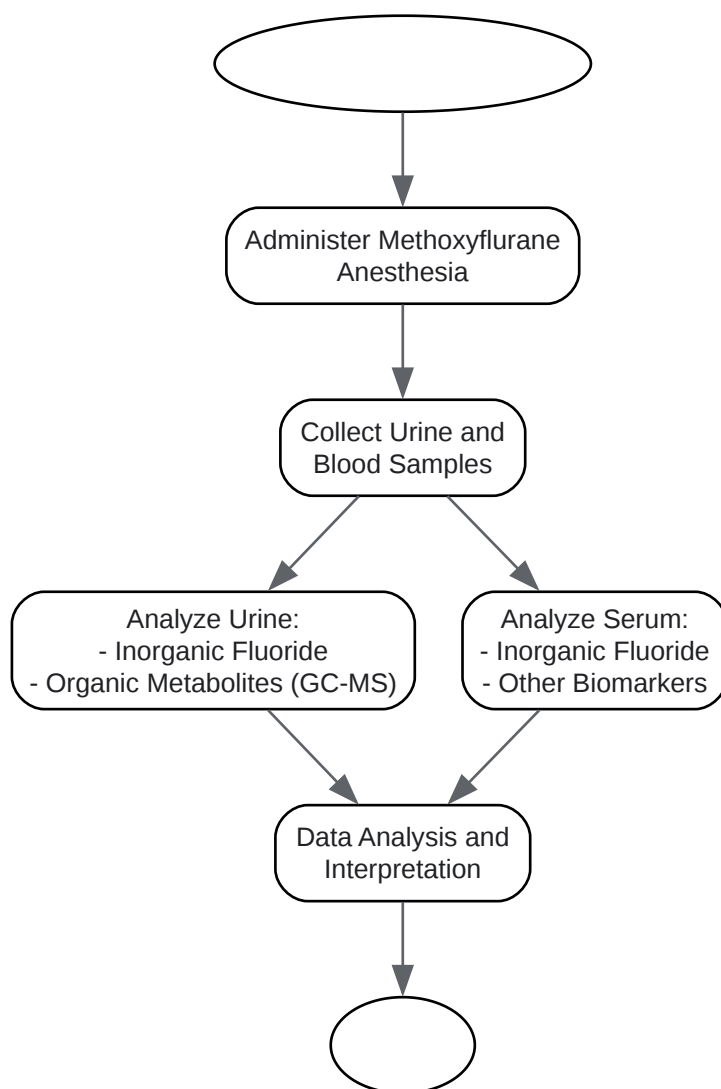 Administer Methoxyflurane
Anesthesia
Collect Urine and
Blood Samples
Analyze Urine:
- Inorganic Fluoride
- Organic Metabolites (GC-MS)
Analyze Serum:
- Inorganic Fluoride
- Other Biomarkers
Data Analysis and
Interpretation